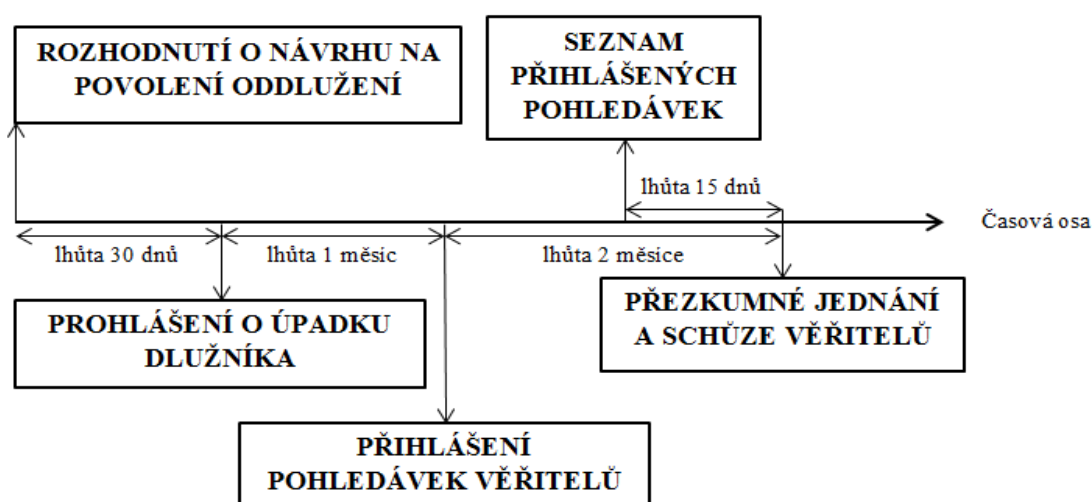 ROZHODNUTÍ O NÁVRHU NA
POVOLENÍ ODDLUŽENÍ
SEZNAM
PŘIHLÁŠENÝCH
POHLEDÁVEK
lhůta 15 dnů
Časová osa
lhůta 30 dnů
lhůta 1 měsíc
lhůta 2 měsíce
PROHLÁŠENÍ O ÚPADKU
DLUŽNÍKA
PŘEZKUMNÉ JEDNÁNÍ
A SCHŮZE VĚŘITELŮ
PŘIHLÁŠENÍ
POHLEDÁVEK VĚŘITELŮ